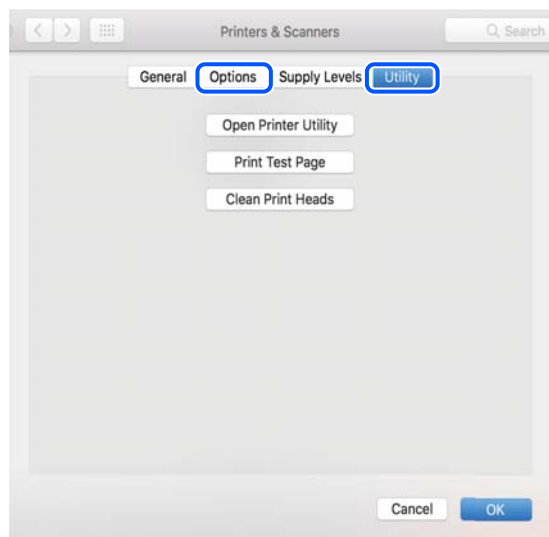 Printers & Scanners Search
General Options Supply Levels Utility
Open Printer Utility
Print Test Page
Clean Print Heads
Cancel OK